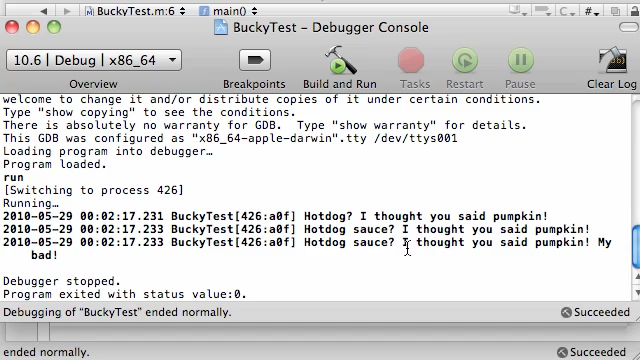 BuckyTest.m:6
main()
BuckyTest – Debugger Console
10.6 | Debug | x86_64
Overview
Breakpoints
Build and Run
Tasks
Restart
Pause
Clear Log
welcome to change it and/or distribute copies of it under certain conditions.
Type "show copying" to see the conditions.
There is absolutely no warranty for GDB.  Type "show warranty" for details.
This GDB was configured as "x86_64-apple-darwin".tty /dev/ttys001
Loading program into debugger…
Program loaded.
run
[Switching to process 426]
Running…
2010-05-29 00:02:17.231 BuckyTest[426:a0f] Hotdog? I thought you said pumpkin!
2010-05-29 00:02:17.233 BuckyTest[426:a0f] Hotdog sauce? I thought you said pumpkin!
2010-05-29 00:02:17.233 BuckyTest[426:a0f] Hotdog sauce? I thought you said pumpkin! My
bad!
Debugger stopped.
Program exited with status value:0.
Debugging of “BuckyTest” ended normally.
Succeeded
ended normally.
Succeeded